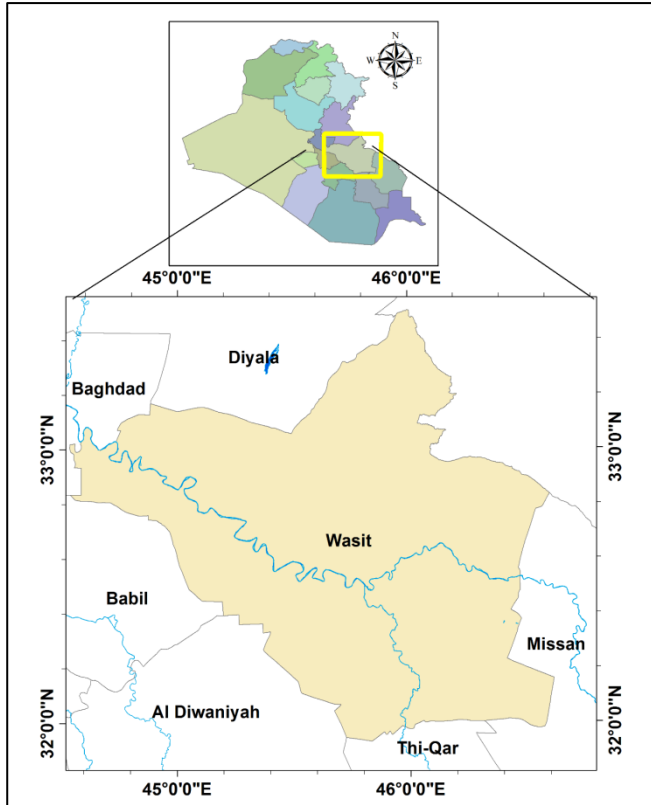 N
W E
S
45°0'0"E 46°0'0"E
Diyala
Baghdad
33°0'0"N 33°0'0"N
Wasit
Babil
Missan
Al Diwaniyah
32°0'0"N 32°0'0"N
Thi-Qar
45°0'0"E 46°0'0"E